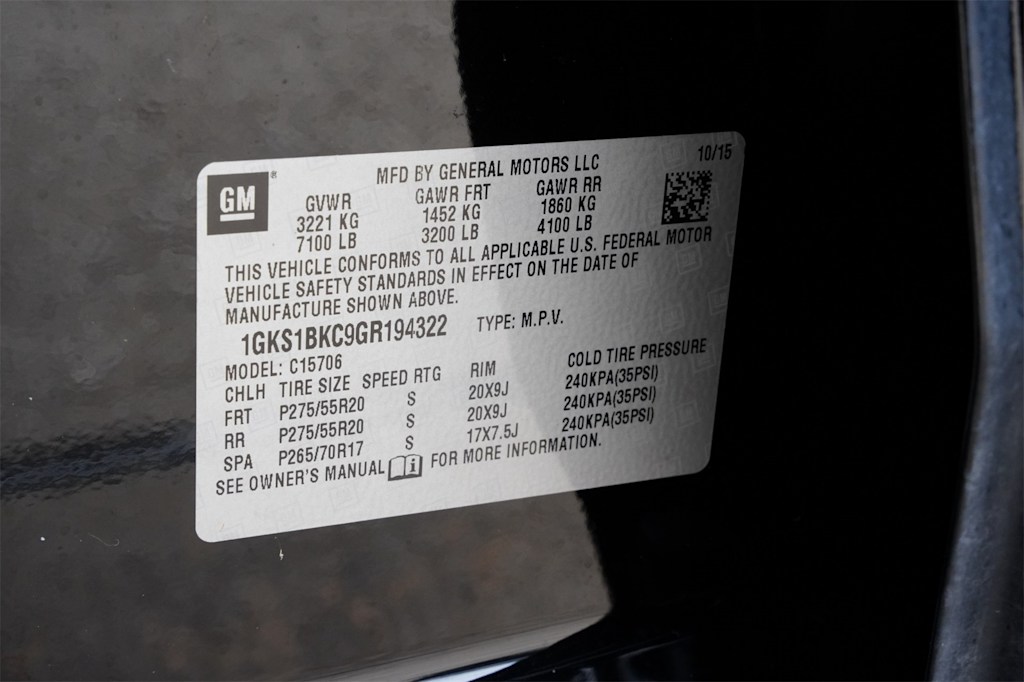 10/15
MFD BY GENERAL MOTORS LLC
GM®
GVWR GAWR FRT GAWR RR
3221 KG 1452 KG 1860 KG
7100 LB 3200 LB 4100 LB
THIS VEHICLE CONFORMS TO ALL APPLICABLE U.S. FEDERAL MOTOR
VEHICLE SAFETY STANDARDS IN EFFECT ON THE DATE OF
MANUFACTURE SHOWN ABOVE.
1GKS1BKC9GR194322 TYPE: M.P.V.
MODEL: C15706
CHLH TIRE SIZE SPEED RTG RIM COLD TIRE PRESSURE
FRT P275/55R20 S 20X9J 240KPA(35PSI)
RR P275/55R20 S 20X9J 240KPA(35PSI)
SPA P265/70R17 S 17X7.5J 240KPA(35PSI)
SEE OWNER'S MANUAL i FOR MORE INFORMATION.